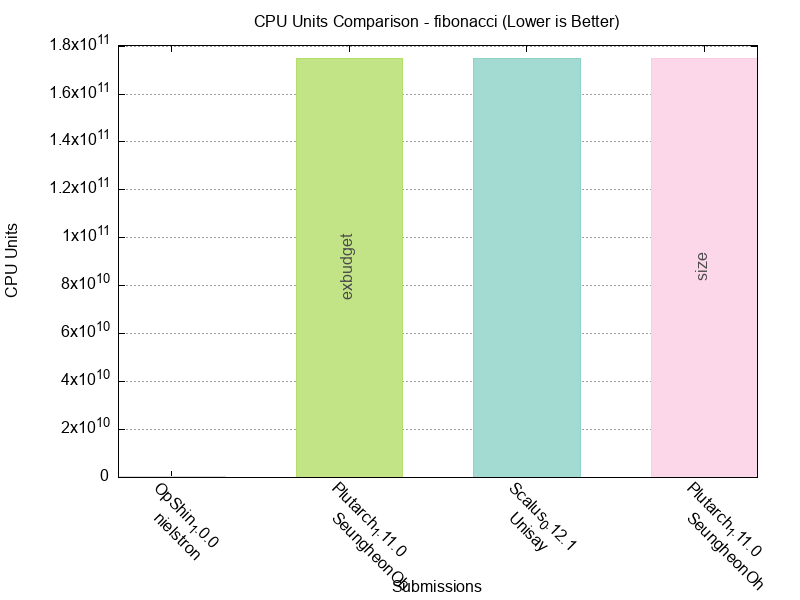 CPU Units Comparison - fibonacci (Lower is Better)
1.8x10^11
1.6x10^11
1.4x10^11
1.2x10^11
1x10^11
8x10^10
6x10^10
4x10^10
2x10^10
0
CPU Units
exbudget
size
OpShin_1.0.0
nielstron
Plutarch_1.11.0
SeungheonOh
Scalus_0.12.1
Unisay
Plutarch_1.11.0
SeungheonOh
Submissions